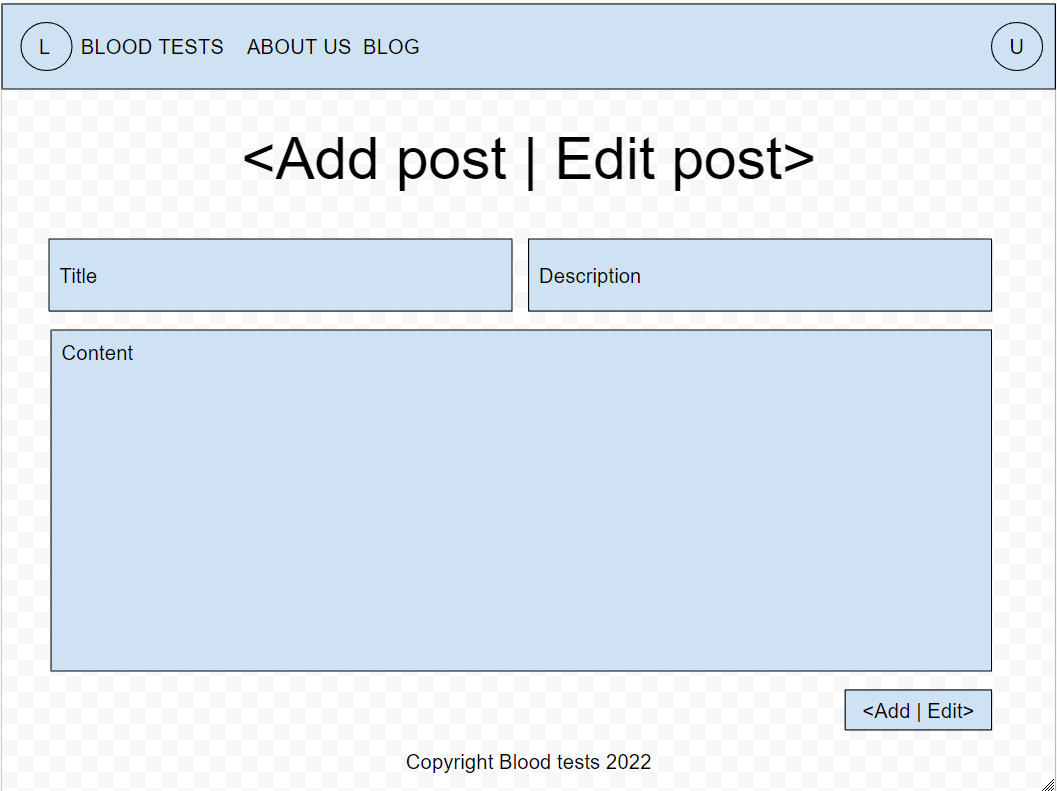 L BLOOD TESTS ABOUT US BLOG U
<Add post | Edit post>
Title Description
Content
<Add | Edit>
Copyright Blood tests 2022